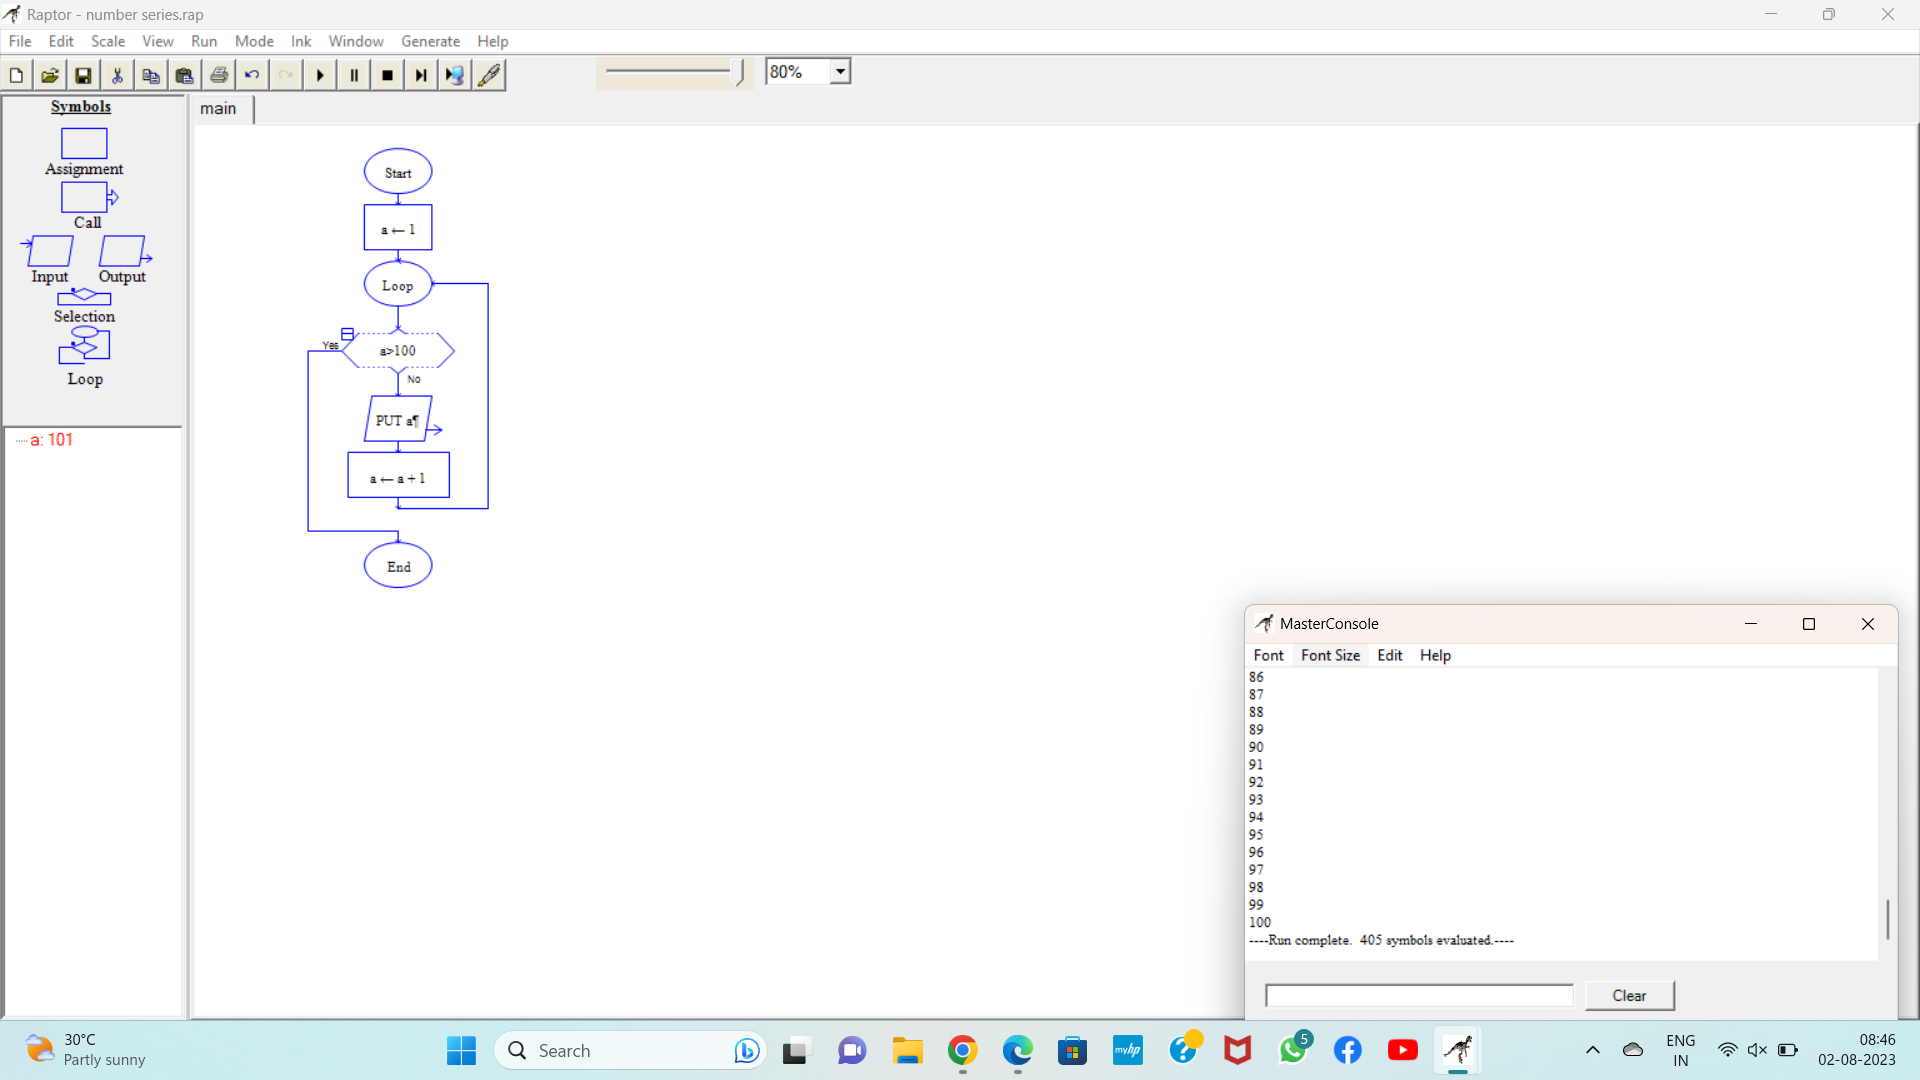 Raptor - number series.rap
File Edit Scale View Run Mode Ink Window Generate Help
80%
Symbols
Assignment
Call
Input Output
Selection
Loop
a: 101
main
Start
a ← 1
Loop
Yes
a>100
No
PUT a¶
a ← a + 1
End
MasterConsole
Font Font Size Edit Help
86
87
88
89
90
91
92
93
94
95
96
97
98
99
100
----Run complete.  405 symbols evaluated.----
Clear
30°C
Partly sunny
Search
myhp
5
ENG
IN
08:46
02-08-2023